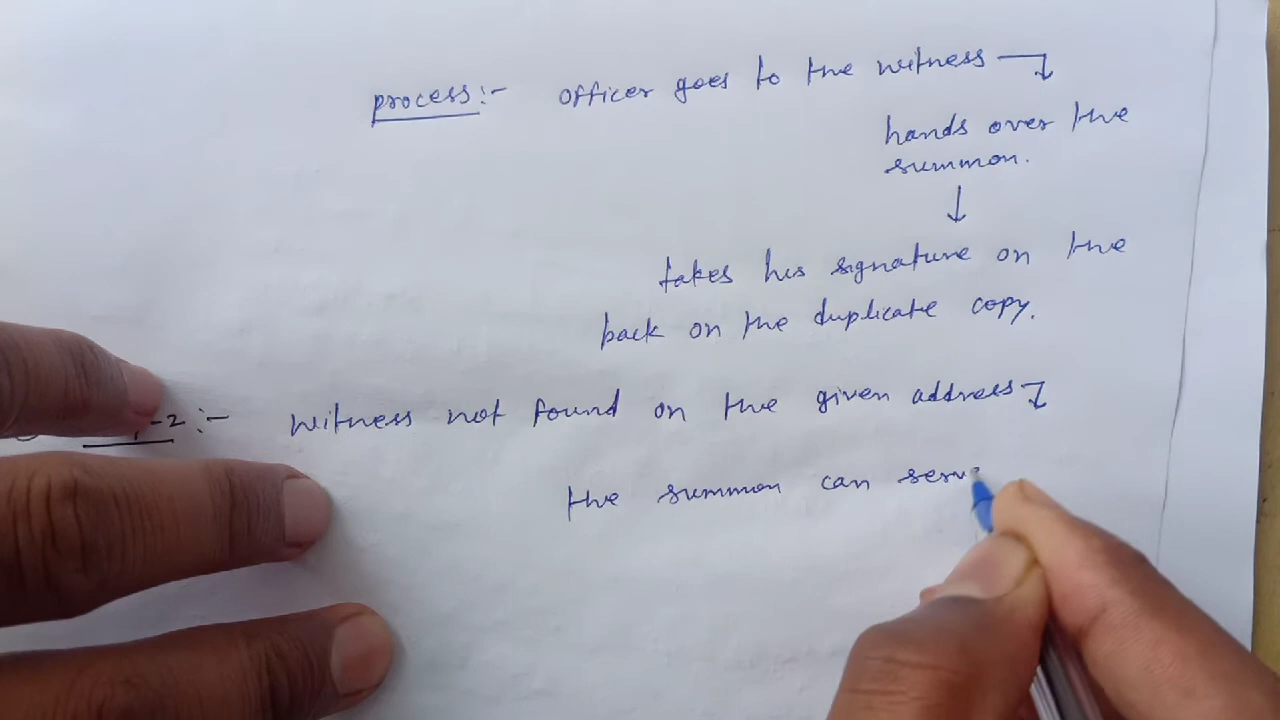 process:- officer goes to the witness
hands over the
summon.
takes his signature on the
back on the duplicate copy.
-2 :- witness not found on the given address
the summon can serv